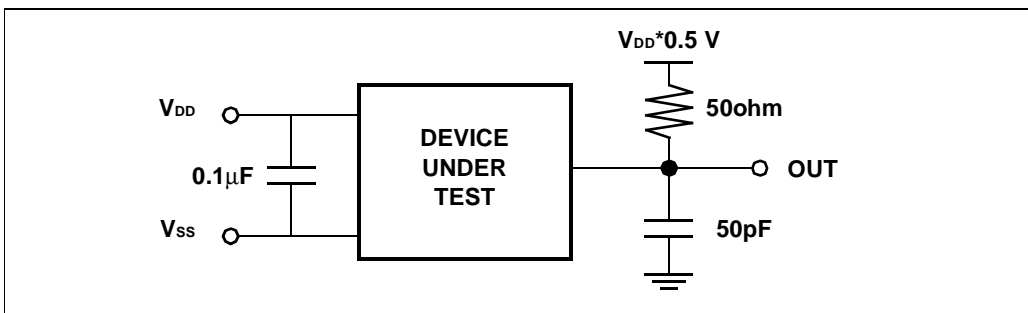 VDD*0.5 V
50ohm
VDD
DEVICE
UNDER
TEST
OUT
0.1μF
VSS
50pF